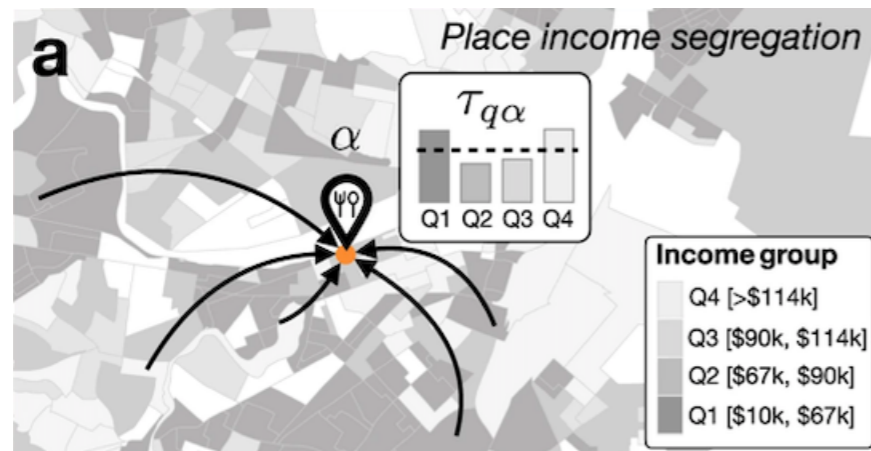 a
Place income segregation
τqα
α
Q1 Q2 Q3 Q4
Income group
Q4 [>$114k]
Q3 [$90k, $114k]
Q2 [$67k, $90k]
Q1 [$10k, $67k]